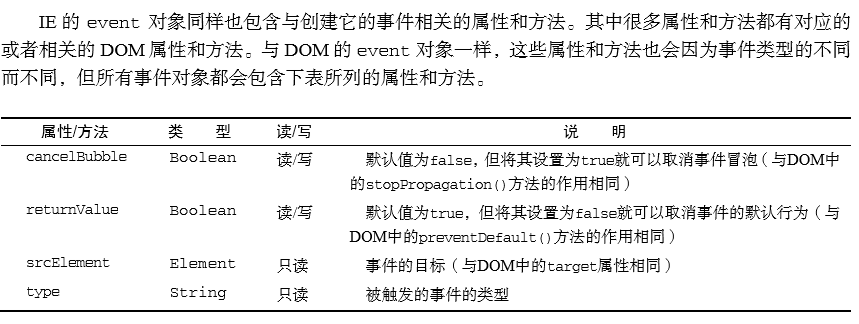 IE 的 event 对象同样也包含与创建它的事件相关的属性和方法。其中很多属性和方法都有对应的
或者相关的 DOM 属性和方法。与 DOM 的 event 对象一样，这些属性和方法也会因为事件类型的不同
而不同，但所有事件对象都会包含下表所列的属性和方法。
属性/方法 类 型 读/写 说 明
cancelBubble Boolean 读/写 默认值为false，但将其设置为true就可以取消事件冒泡（与DOM中
的stopPropagation()方法的作用相同）
returnValue Boolean 读/写 默认值为true，但将其设置为false就可以取消事件的默认行为（与
DOM中的preventDefault()方法的作用相同）
srcElement Element 只读 事件的目标（与DOM中的target属性相同）
type String 只读 被触发的事件的类型